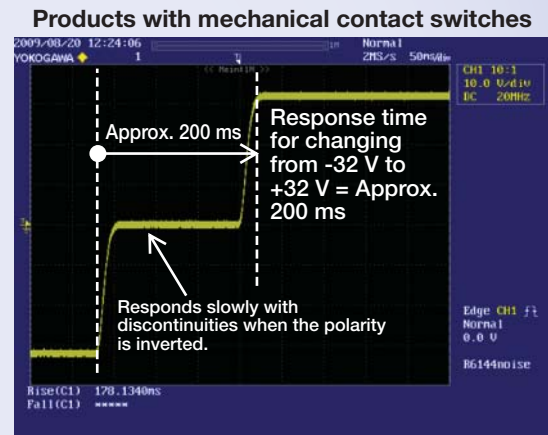 Products with mechanical contact switches
2009/08/20 12:24:06
Normal
YOKOGAWA ◆ 1
2MS/s 50ms/div
<< Main:1M >>
CH1 10:1
10.0 V/div
DC 20MHz
Approx. 200 ms
Response time
for changing
from -32 V to
+32 V = Approx.
200 ms
Responds slowly with
discontinuities when the polarity
is inverted.
Edge CH1
Normal
0.0 V
R6144noise
Rise(C1) 178.1340ms
Fall(C1) *****